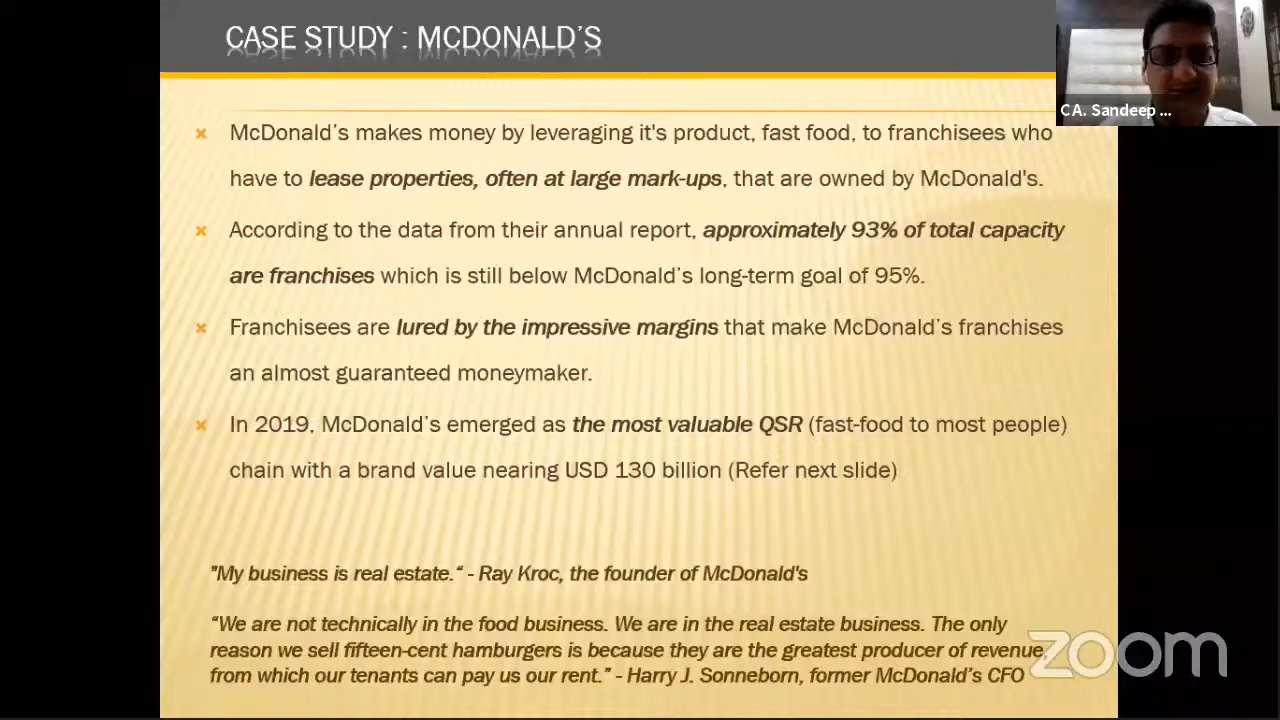 CASE STUDY : MCDONALD'S
CA. Sandeep ...
× McDonald's makes money by leveraging it's product, fast food, to franchisees who
have to lease properties, often at large mark-ups, that are owned by McDonald's.
× According to the data from their annual report, approximately 93% of total capacity
are franchises which is still below McDonald's long-term goal of 95%.
× Franchisees are lured by the impressive margins that make McDonald's franchises
an almost guaranteed moneymaker.
× In 2019, McDonald's emerged as the most valuable QSR (fast-food to most people)
chain with a brand value nearing USD 130 billion (Refer next slide)
"My business is real estate.“ - Ray Kroc, the founder of McDonald's
“We are not technically in the food business. We are in the real estate business. The only
reason we sell fifteen-cent hamburgers is because they are the greatest producer of revenue,
from which our tenants can pay us our rent.” - Harry J. Sonneborn, former McDonald's CFO
zoom